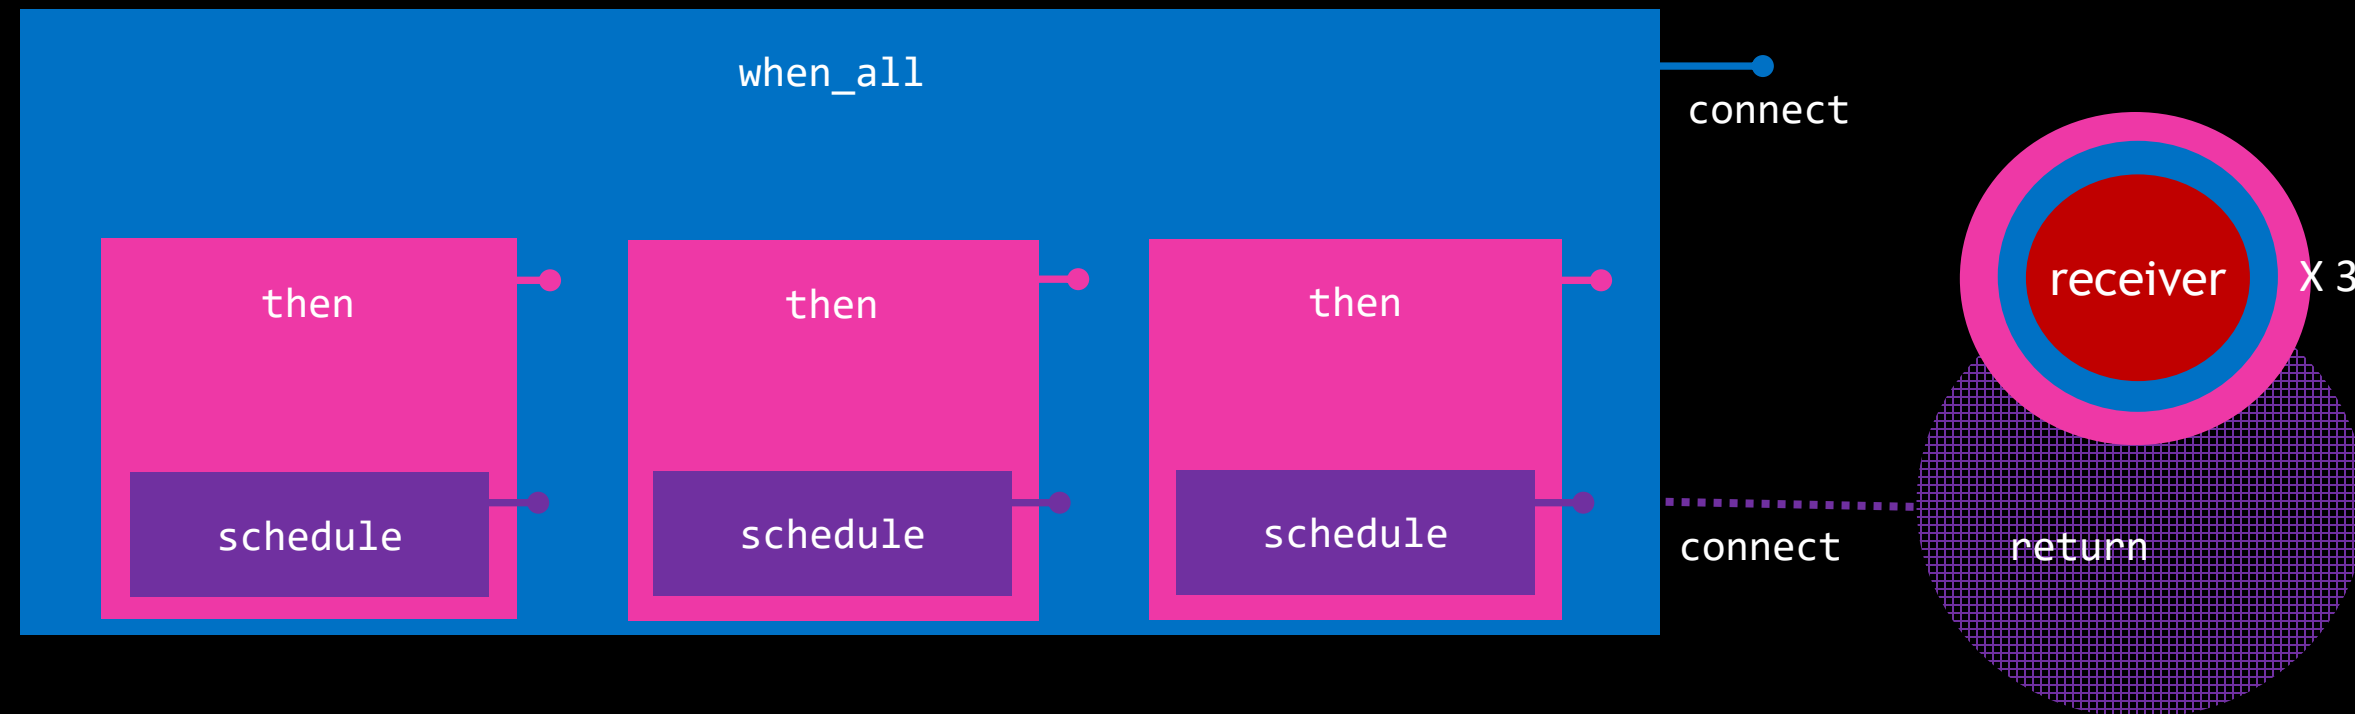 when_all
connect
receiver
X 3
then
then
then
schedule
schedule
schedule
connect
return